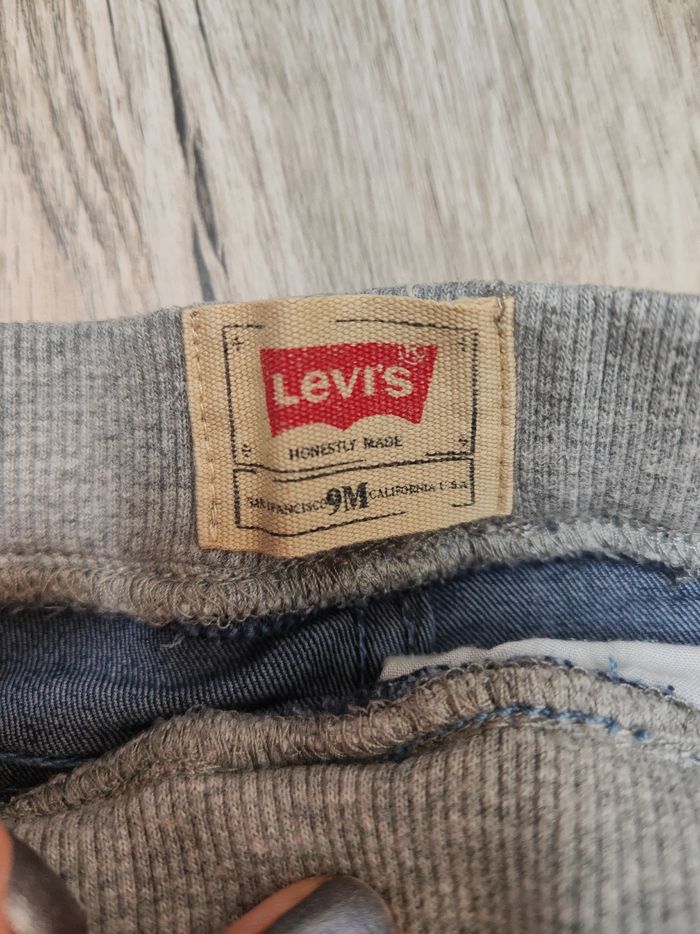 Levi's
HONESTLY MADE
SAN FRANCISCO 9M CALIFORNIA U.S.A